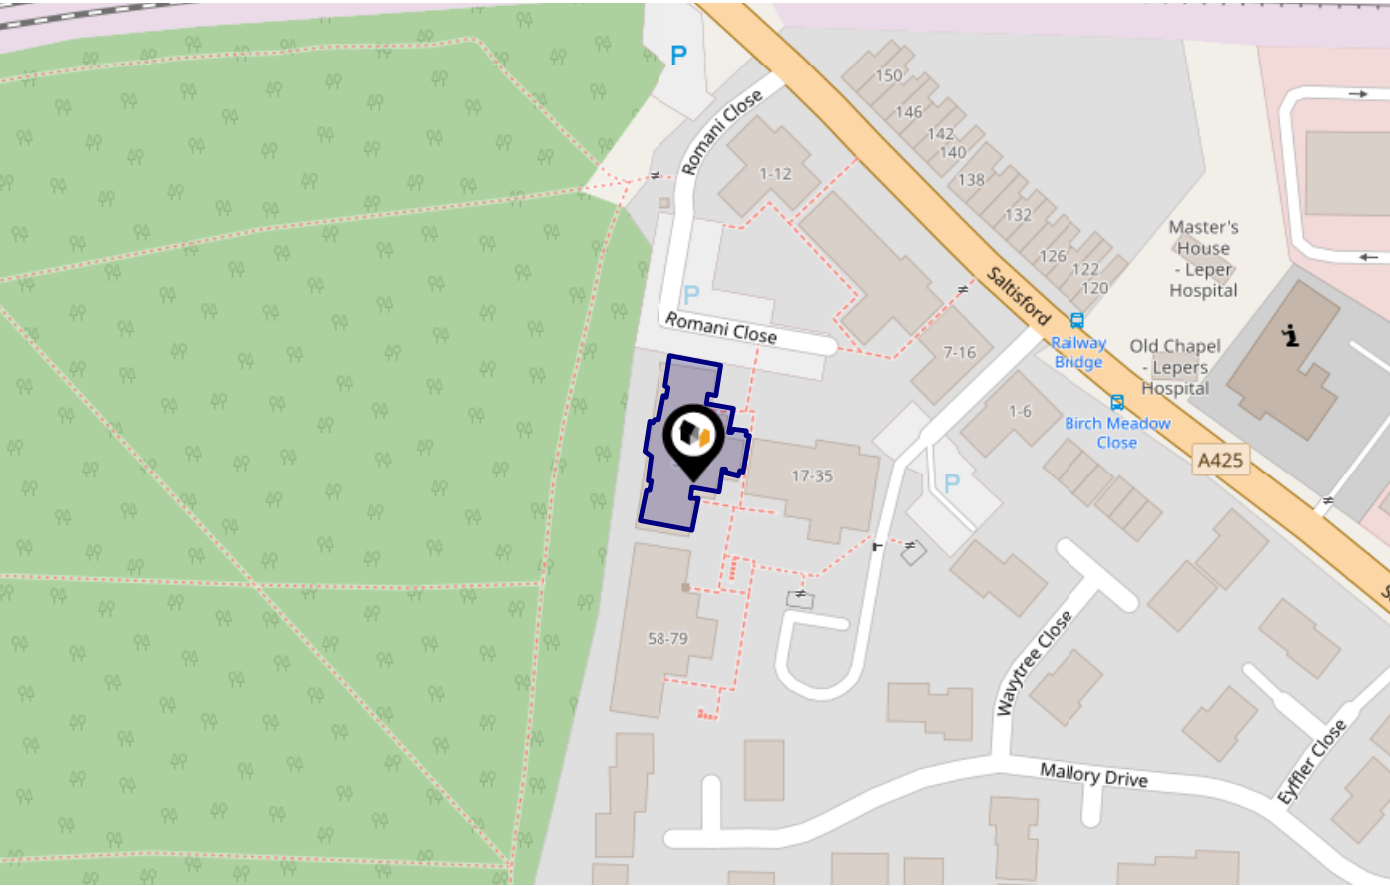 P
150
Romani Close
146
142
140
1-12
138
132
Master's
House
- Leper
Hospital
126
122
120
Saltisford
P
Romani Close
Railway
Bridge
7-16
Old Chapel
- Lepers
Hospital
i
1-6
Birch Meadow
Close
A425
17-35
P
58-79
Wavytree Close
Mallory Drive
Eyffler Close